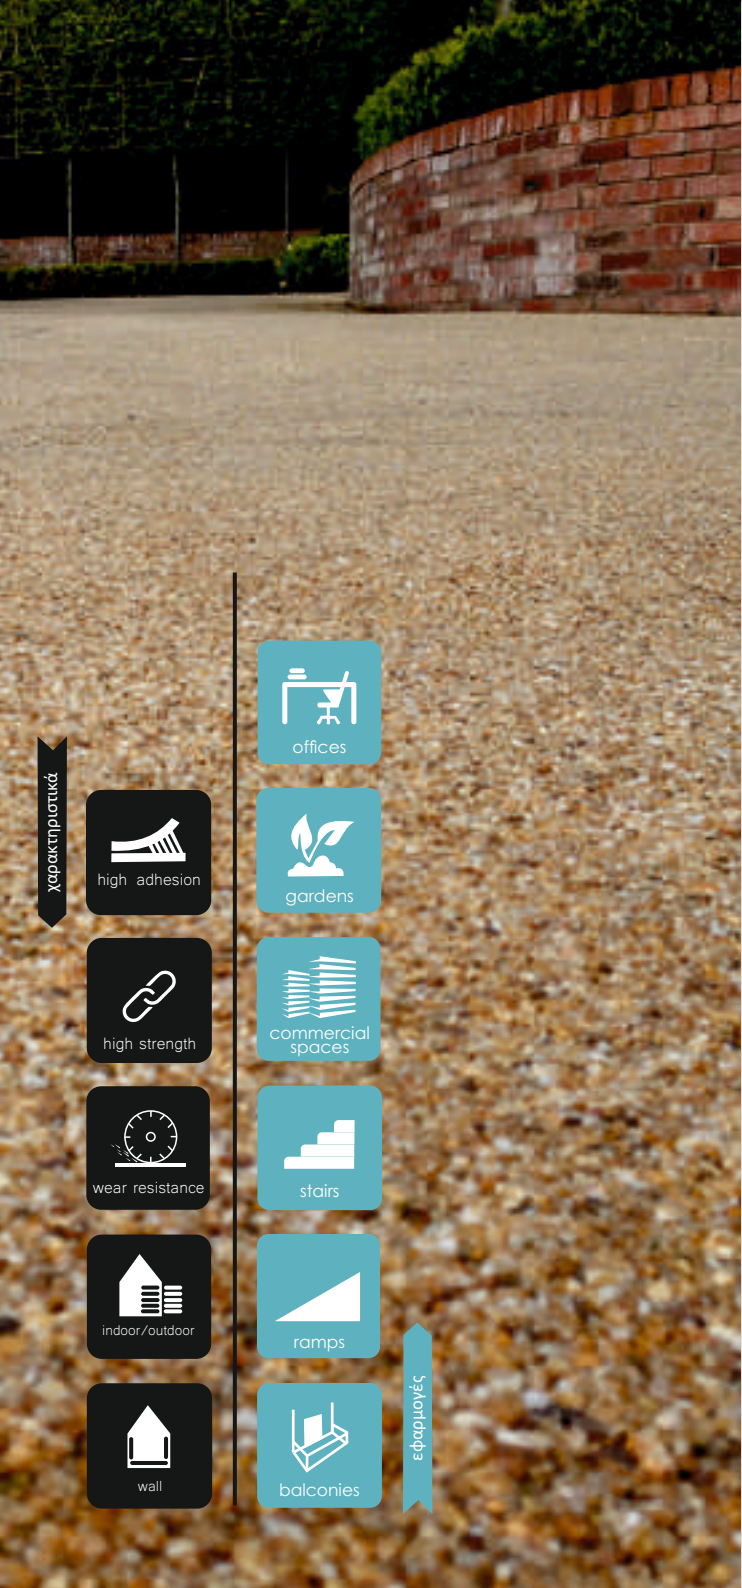 χαρακτηριστικά
high adhesion
high strength
wear resistance
indoor/outdoor
wall
offices
gardens
commercial
spaces
stairs
ramps
balconies
εφαρμογές